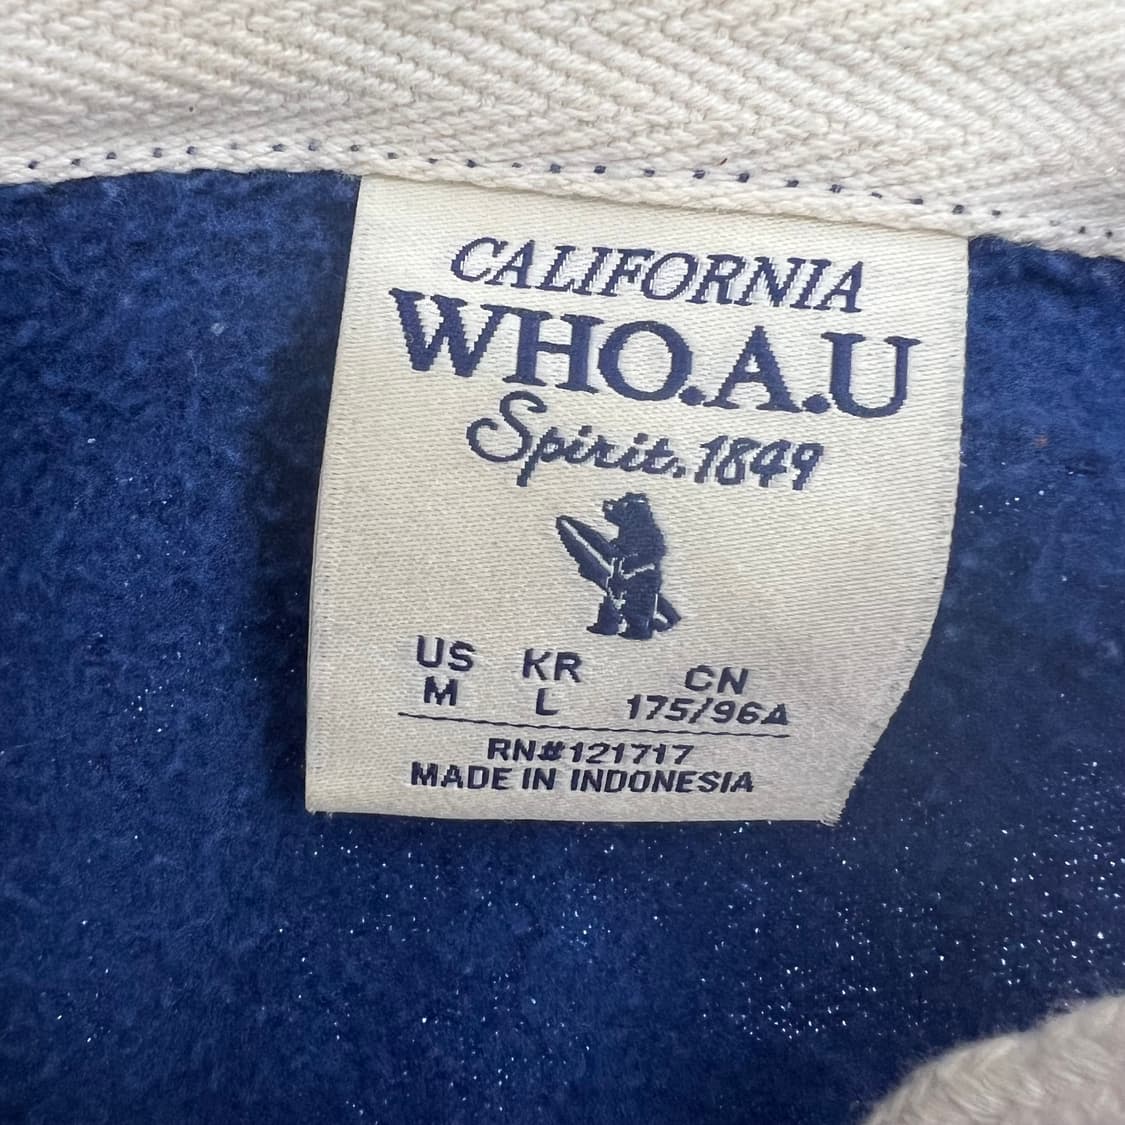 CALIFORNIA
WHO.A.U
Spirit.1849
US KR CN
M L 175/96A
RN#121717
MADE IN INDONESIA